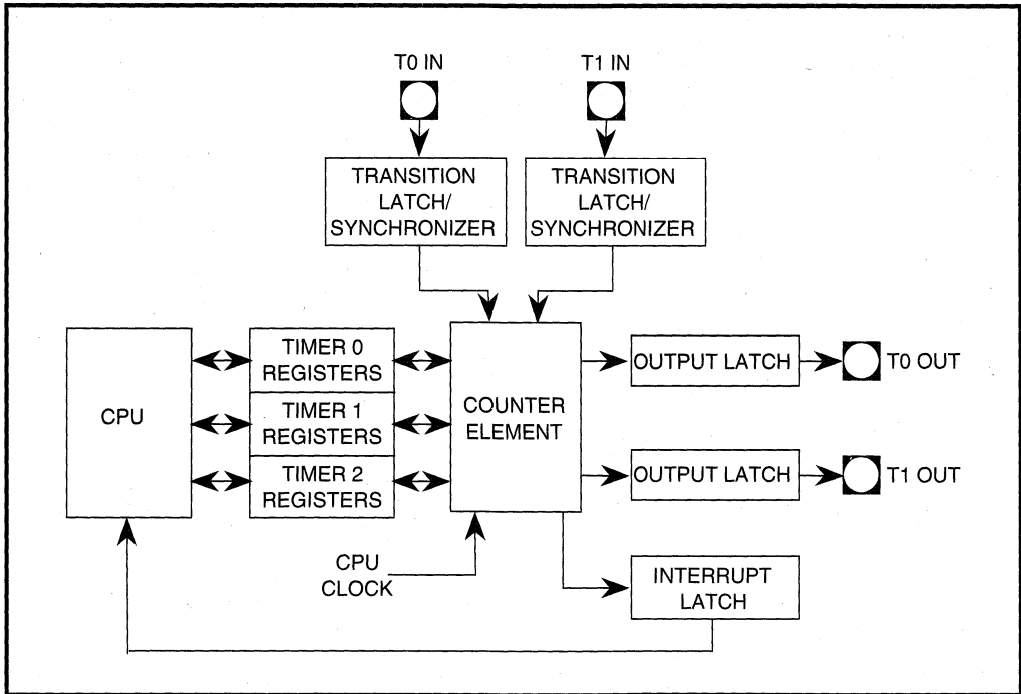 T0 IN
T1 IN
TRANSITION
LATCH/
SYNCHRONIZER
TRANSITION
LATCH/
SYNCHRONIZER
CPU
TIMER 0
REGISTERS
TIMER 1
REGISTERS
TIMER 2
REGISTERS
COUNTER
ELEMENT
OUTPUT LATCH
T0 OUT
OUTPUT LATCH
T1 OUT
CPU
CLOCK
INTERRUPT
LATCH